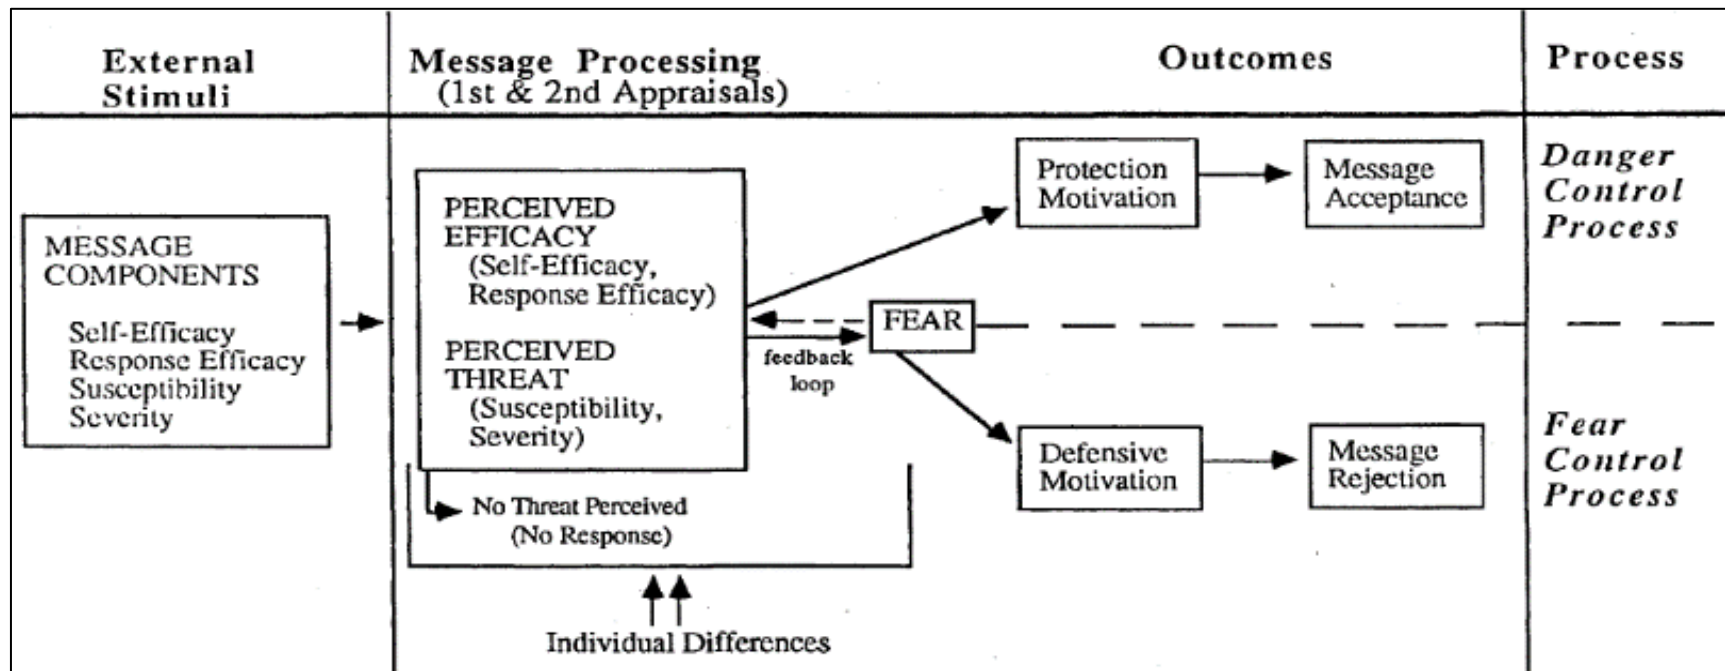 External
Stimuli
Message Processing
(1st & 2nd Appraisals)
Outcomes
Process
MESSAGE
COMPONENTS
Self-Efficacy
Response Efficacy
Susceptibility
Severity
PERCEIVED
EFFICACY
(Self-Efficacy,
Response Efficacy)
PERCEIVED
THREAT
(Susceptibility,
Severity)
No Threat Perceived
(No Response)
Individual Differences
feedback
loop
FEAR
Protection
Motivation
Message
Acceptance
Defensive
Motivation
Message
Rejection
Danger
Control
Process
Fear
Control
Process